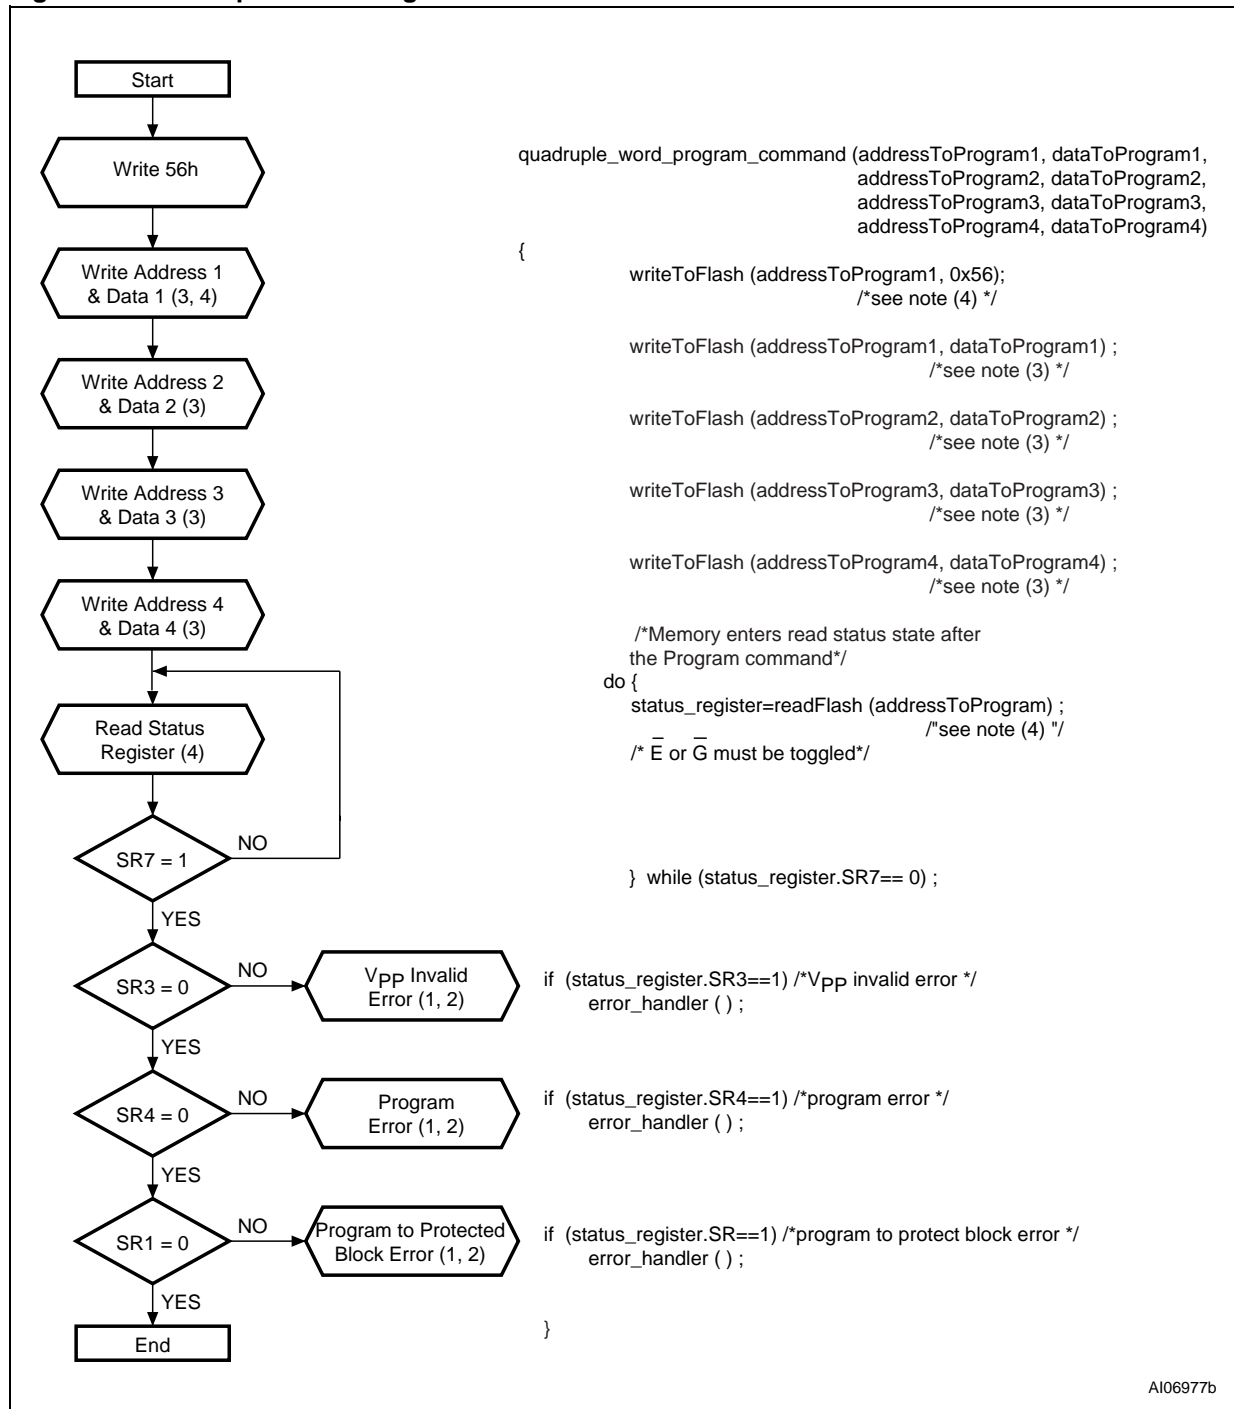 Start
Write 56h
Write Address 1
& Data 1 (3, 4)
Write Address 2
& Data 2 (3)
Write Address 3
& Data 3 (3)
Write Address 4
& Data 4 (3)
Read Status
Register (4)
SR7 = 1
NO
YES
SR3 = 0
NO
VPP Invalid
Error (1, 2)
YES
SR4 = 0
NO
Program
Error (1, 2)
YES
SR1 = 0
NO
Program to Protected
Block Error (1, 2)
YES
End
quadruple_word_program_command (addressToProgram1, dataToProgram1,
addressToProgram2, dataToProgram2,
addressToProgram3, dataToProgram3,
addressToProgram4, dataToProgram4)
{
writeToFlash (addressToProgram1, 0x56);
/*see note (4) */
writeToFlash (addressToProgram1, dataToProgram1) ;
/*see note (3) */
writeToFlash (addressToProgram2, dataToProgram2) ;
/*see note (3) */
writeToFlash (addressToProgram3, dataToProgram3) ;
/*see note (3) */
writeToFlash (addressToProgram4, dataToProgram4) ;
/*see note (3) */
/*Memory enters read status state after
the Program command*/
do {
status_register=readFlash (addressToProgram) ;
/"see note (4) "/
/* E̅ or G̅ must be toggled*/
} while (status_register.SR7== 0) ;
if (status_register.SR3==1) /*VPP invalid error */
error_handler ( ) ;
if (status_register.SR4==1) /*program error */
error_handler ( ) ;
if (status_register.SR==1) /*program to protect block error */
error_handler ( ) ;
}
AI06977b